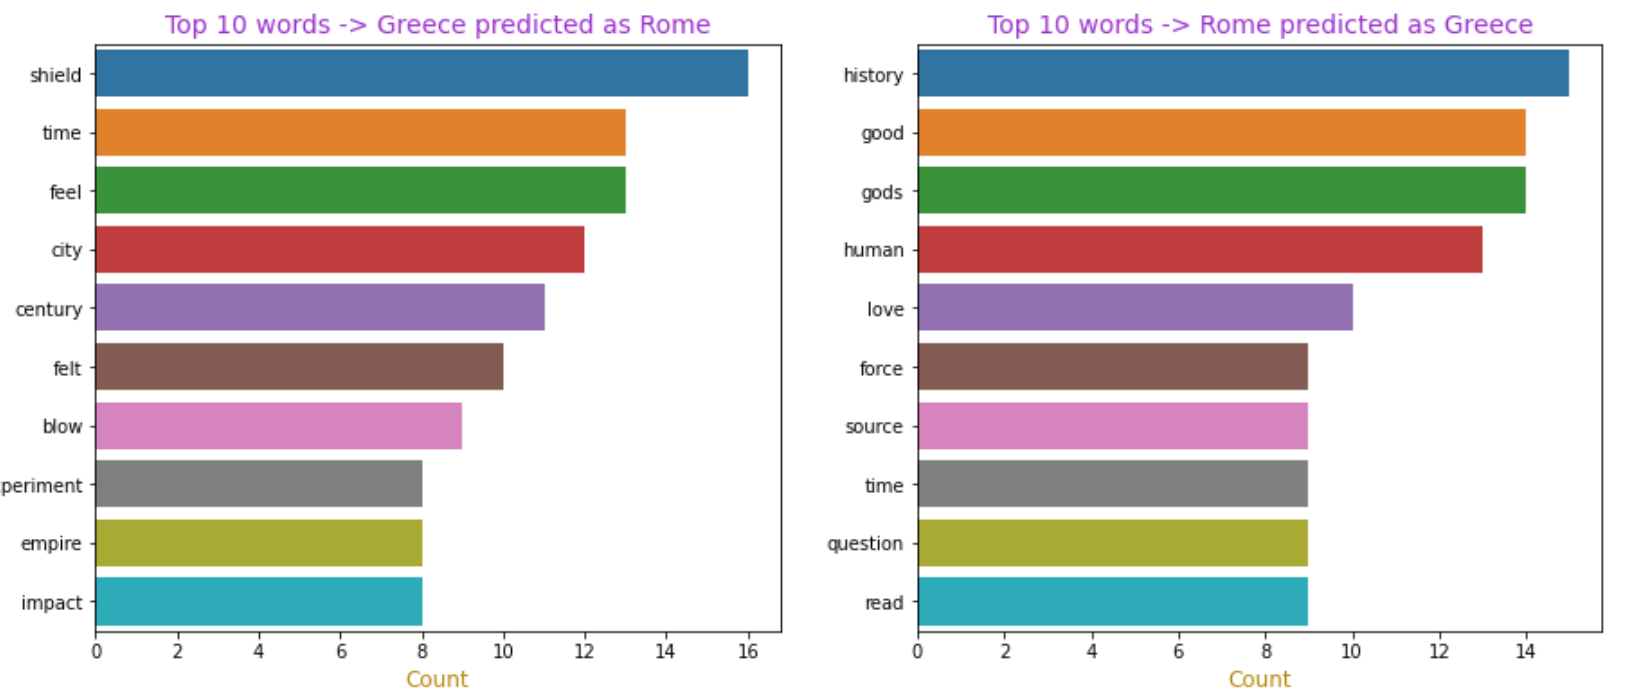 Top 10 words -> Greece predicted as Rome
shield
time
feel
city
century
felt
blow
periment
empire
impact
0 2 4 6 8 10 12 14 16
Count
Top 10 words -> Rome predicted as Greece
history
good
gods
human
love
force
source
time
question
read
0 2 4 6 8 10 12 14
Count